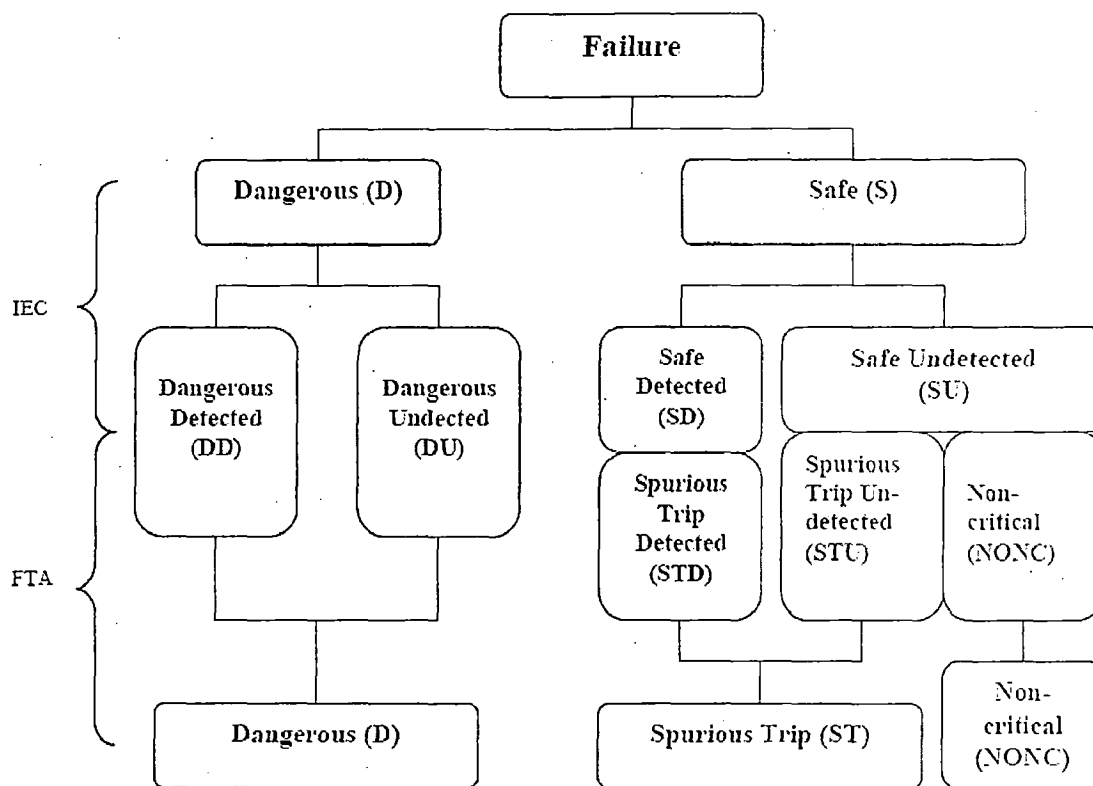 Failure
Dangerous (D)
Safe (S)
IEC
Dangerous
Detected
(DD)
Dangerous
Undected
(DU)
Safe
Detected
(SD)
Safe Undetected
(SU)
Spurious
Trip
Detected
(STD)
Spurious
Trip Un-
detected
(STU)
Non-
critical
(NONC)
FTA
Dangerous (D)
Spurious Trip (ST)
Non-
critical
(NONC)